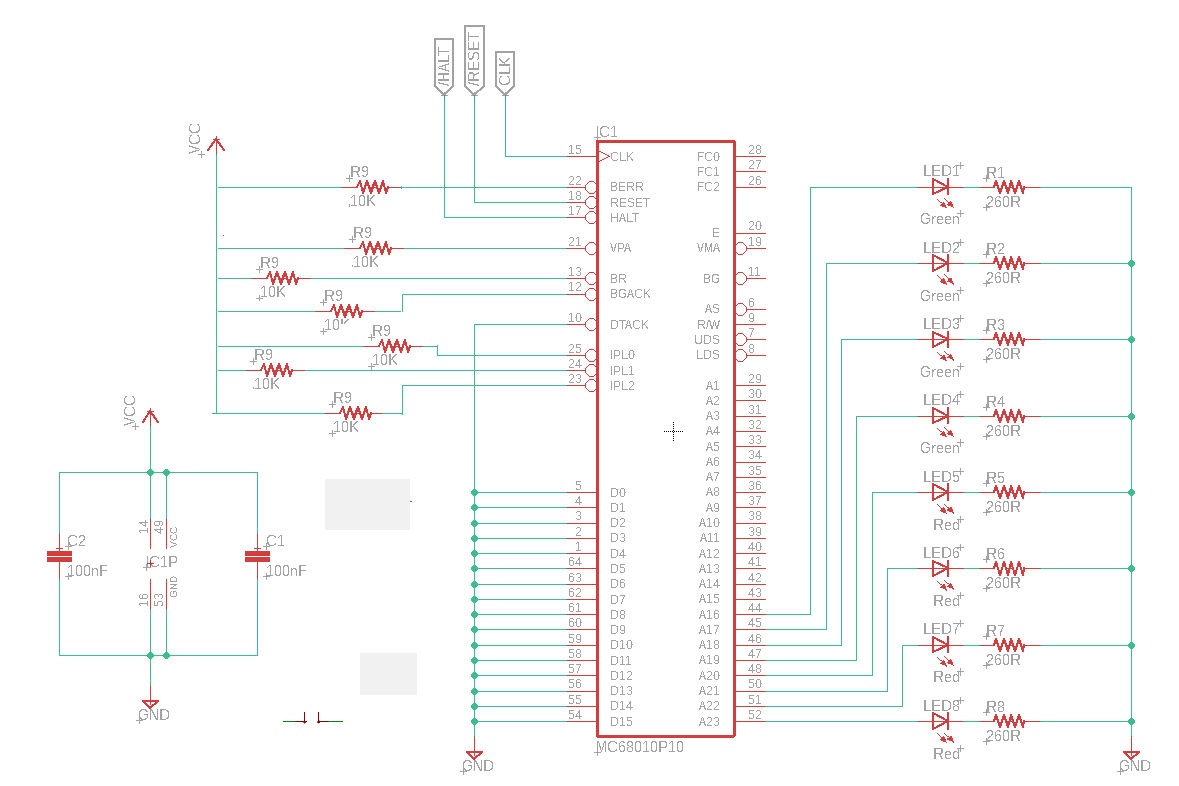 /HALT
/RESET
CLK
VCC
IC1
15 CLK FC0 28
FC1 27
22 BERR FC2 26
18 RESET
17 HALT
E 20
21 VPA VMA 19
13 BR BG 11
12 BGACK
AS 6
10 DTACK R/W 9
UDS 7
25 IPL0 LDS 8
24 IPL1
23 IPL2 A1 29
A2 30
A3 31
A4 32
A5 33
A6 34
A7 35
5 D0 A8 36
4 D1 A9 37
3 D2 A10 38
2 D3 A11 39
1 D4 A12 40
64 D5 A13 41
63 D6 A14 42
62 D7 A15 43
61 D8 A16 44
60 D9 A17 45
59 D10 A18 46
58 D11 A19 47
57 D12 A20 48
56 D13 A21 50
55 D14 A22 51
54 D15 A23 52
MC68010P10
GND
R9
10K
R9
10K
R9
10K
R9
R9
10K
R9
10K
R9
10K
VCC
14 49 VCC
C2
100nF
IC1P
C1
100nF
16 53 GND
GND
LED1 R1
Green 260R
LED2 R2
Green 260R
LED3 R3
Green 260R
LED4 R4
Green 260R
LED5 R5
Red 260R
LED6 R6
Red 260R
LED7 R7
Red 260R
LED8 R8
Red 260R
GND